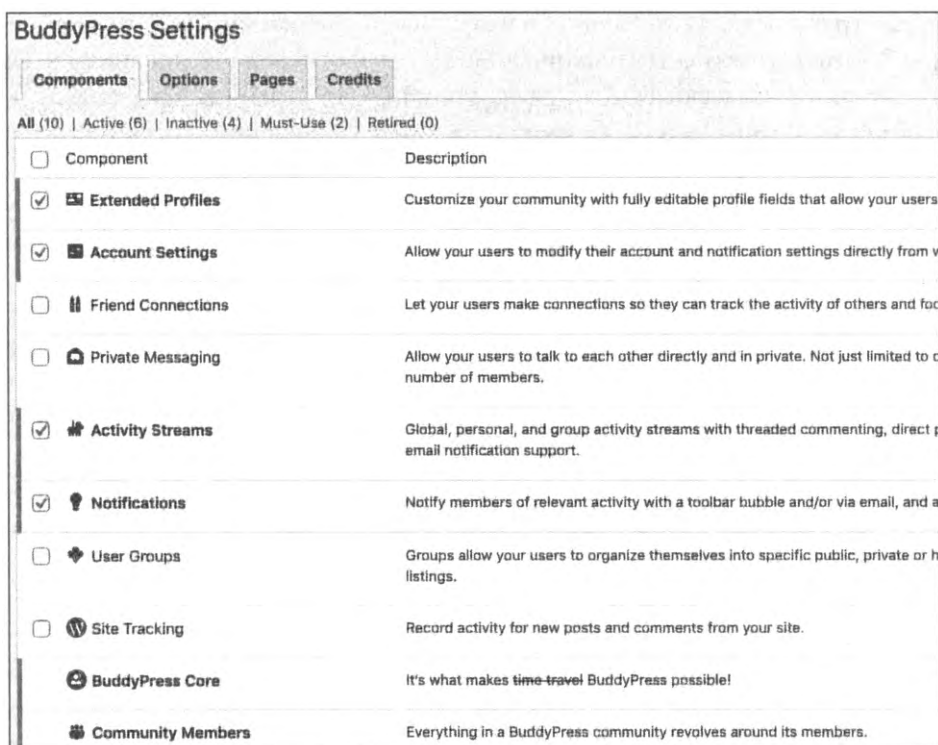 BuddyPress Settings
Components Options Pages Credits
All (10) | Active (6) | Inactive (4) | Must-Use (2) | Retired (0)
Component Description
Extended Profiles Customize your community with fully editable profile fields that allow your users
Account Settings Allow your users to modify their account and notification settings directly from
Friend Connections Let your users make connections so they can track the activity of others and
Private Messaging Allow your users to talk to each other directly and in private. Not just limited to
number of members.
Activity Streams Global, personal, and group activity streams with threaded commenting, direct
email notification support.
Notifications Notify members of relevant activity with a toolbar bubble and/or via email, and
User Groups Groups allow your users to organize themselves into specific public, private or
listings.
Site Tracking Record activity for new posts and comments from your site.
BuddyPress Core It's what makes time travel BuddyPress possible!
Community Members Everything in a BuddyPress community revolves around its members.